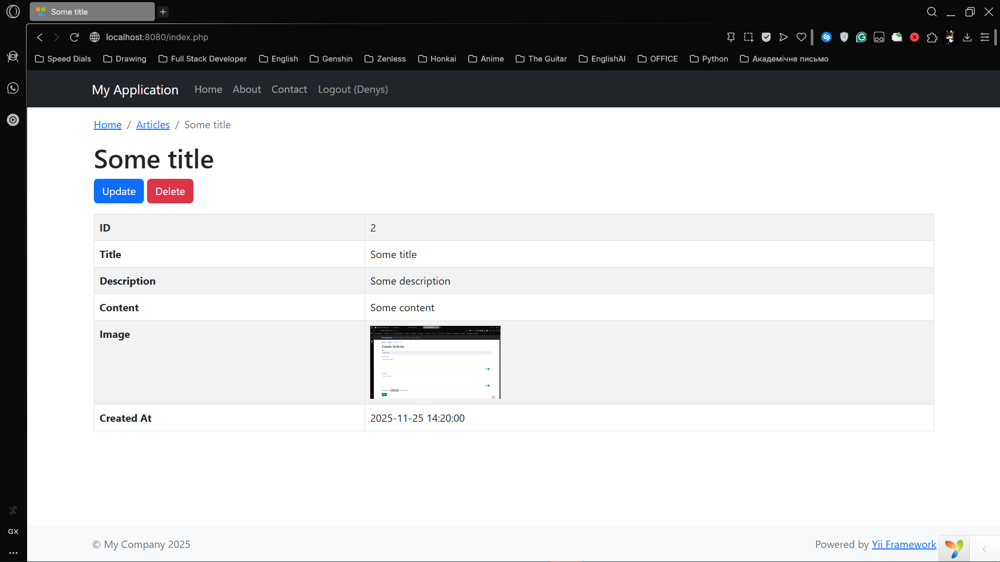 Some title
localhost:8080/index.php
Speed Dials Drawing Full Stack Developer English Genshin Zenless Honkai Anime The Guitar EnglishAI OFFICE Python Академічне письмо
My Application Home About Contact Logout (Denys)
Home / Articles / Some title
Some title
Update Delete
ID 2
Title Some title
Description Some description
Content Some content
Image
My Application
Create Articles
Created At 2025-11-25 14:20:00
GX
© My Company 2025
Powered by Yii Framework